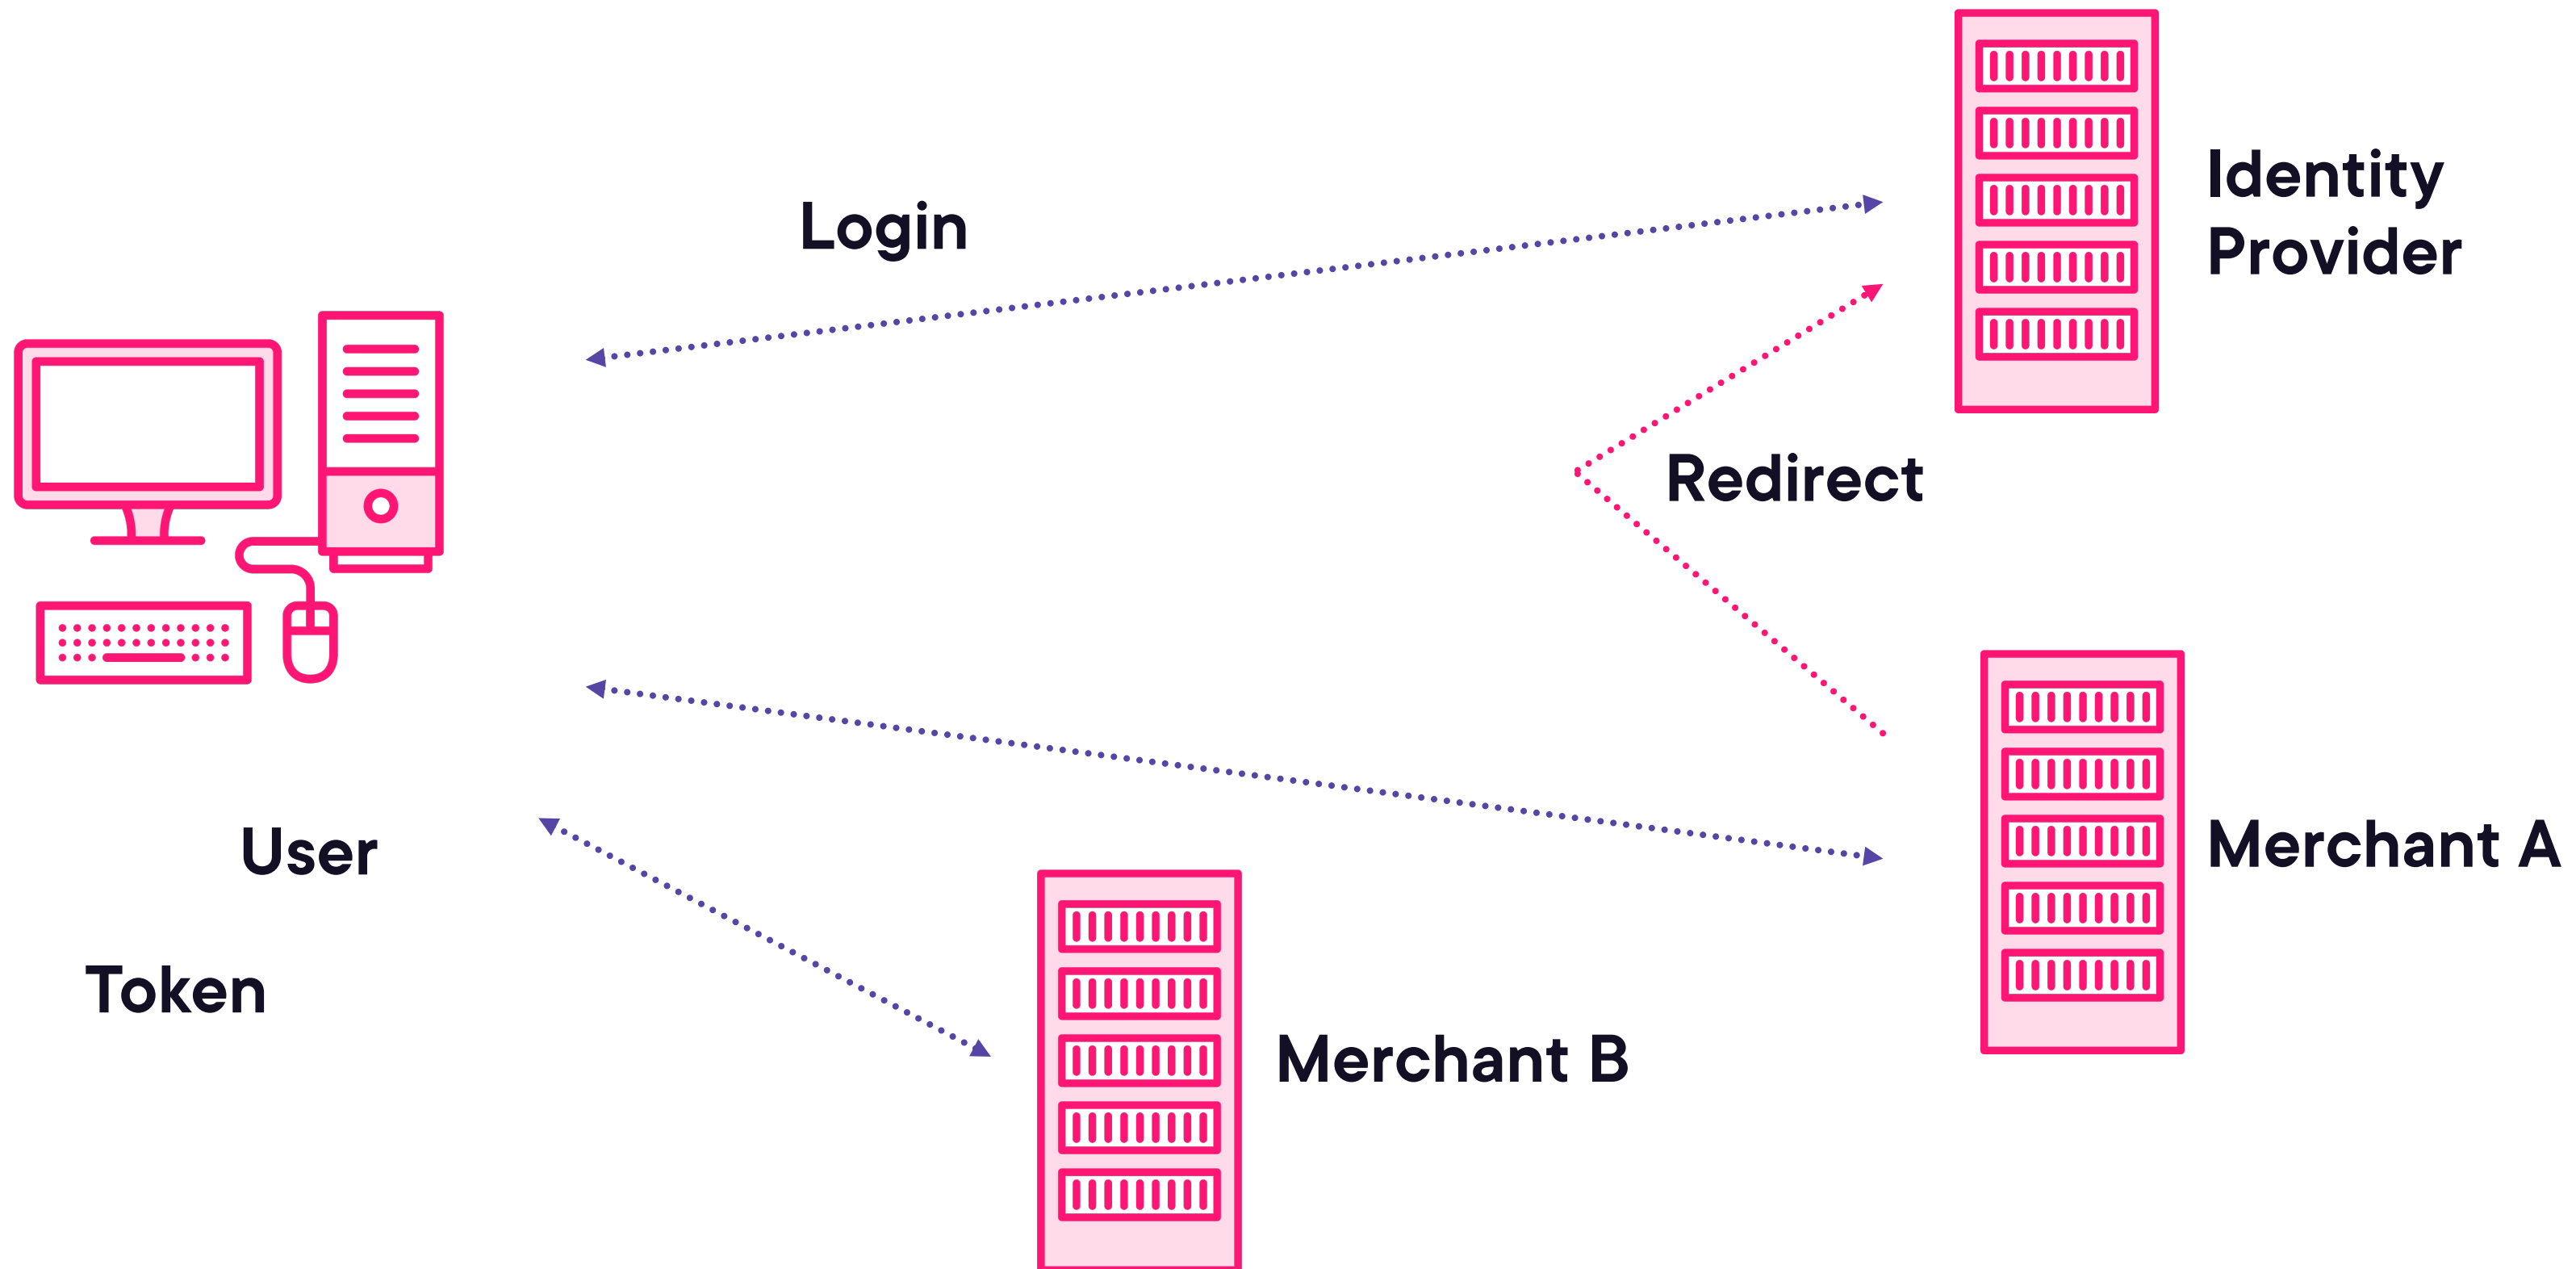 Identity
Provider
Login
Redirect
User
Merchant A
Token
Merchant B